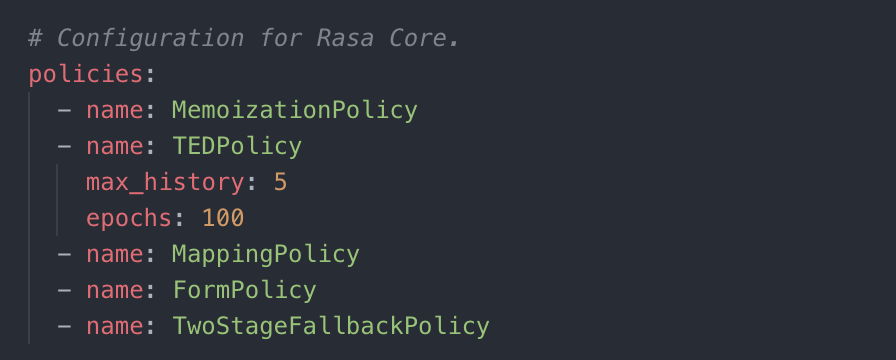 # Configuration for Rasa Core.
policies:
  - name: MemoizationPolicy
  - name: TEDPolicy
    max_history: 5
    epochs: 100
  - name: MappingPolicy
  - name: FormPolicy
  - name: TwoStageFallbackPolicy